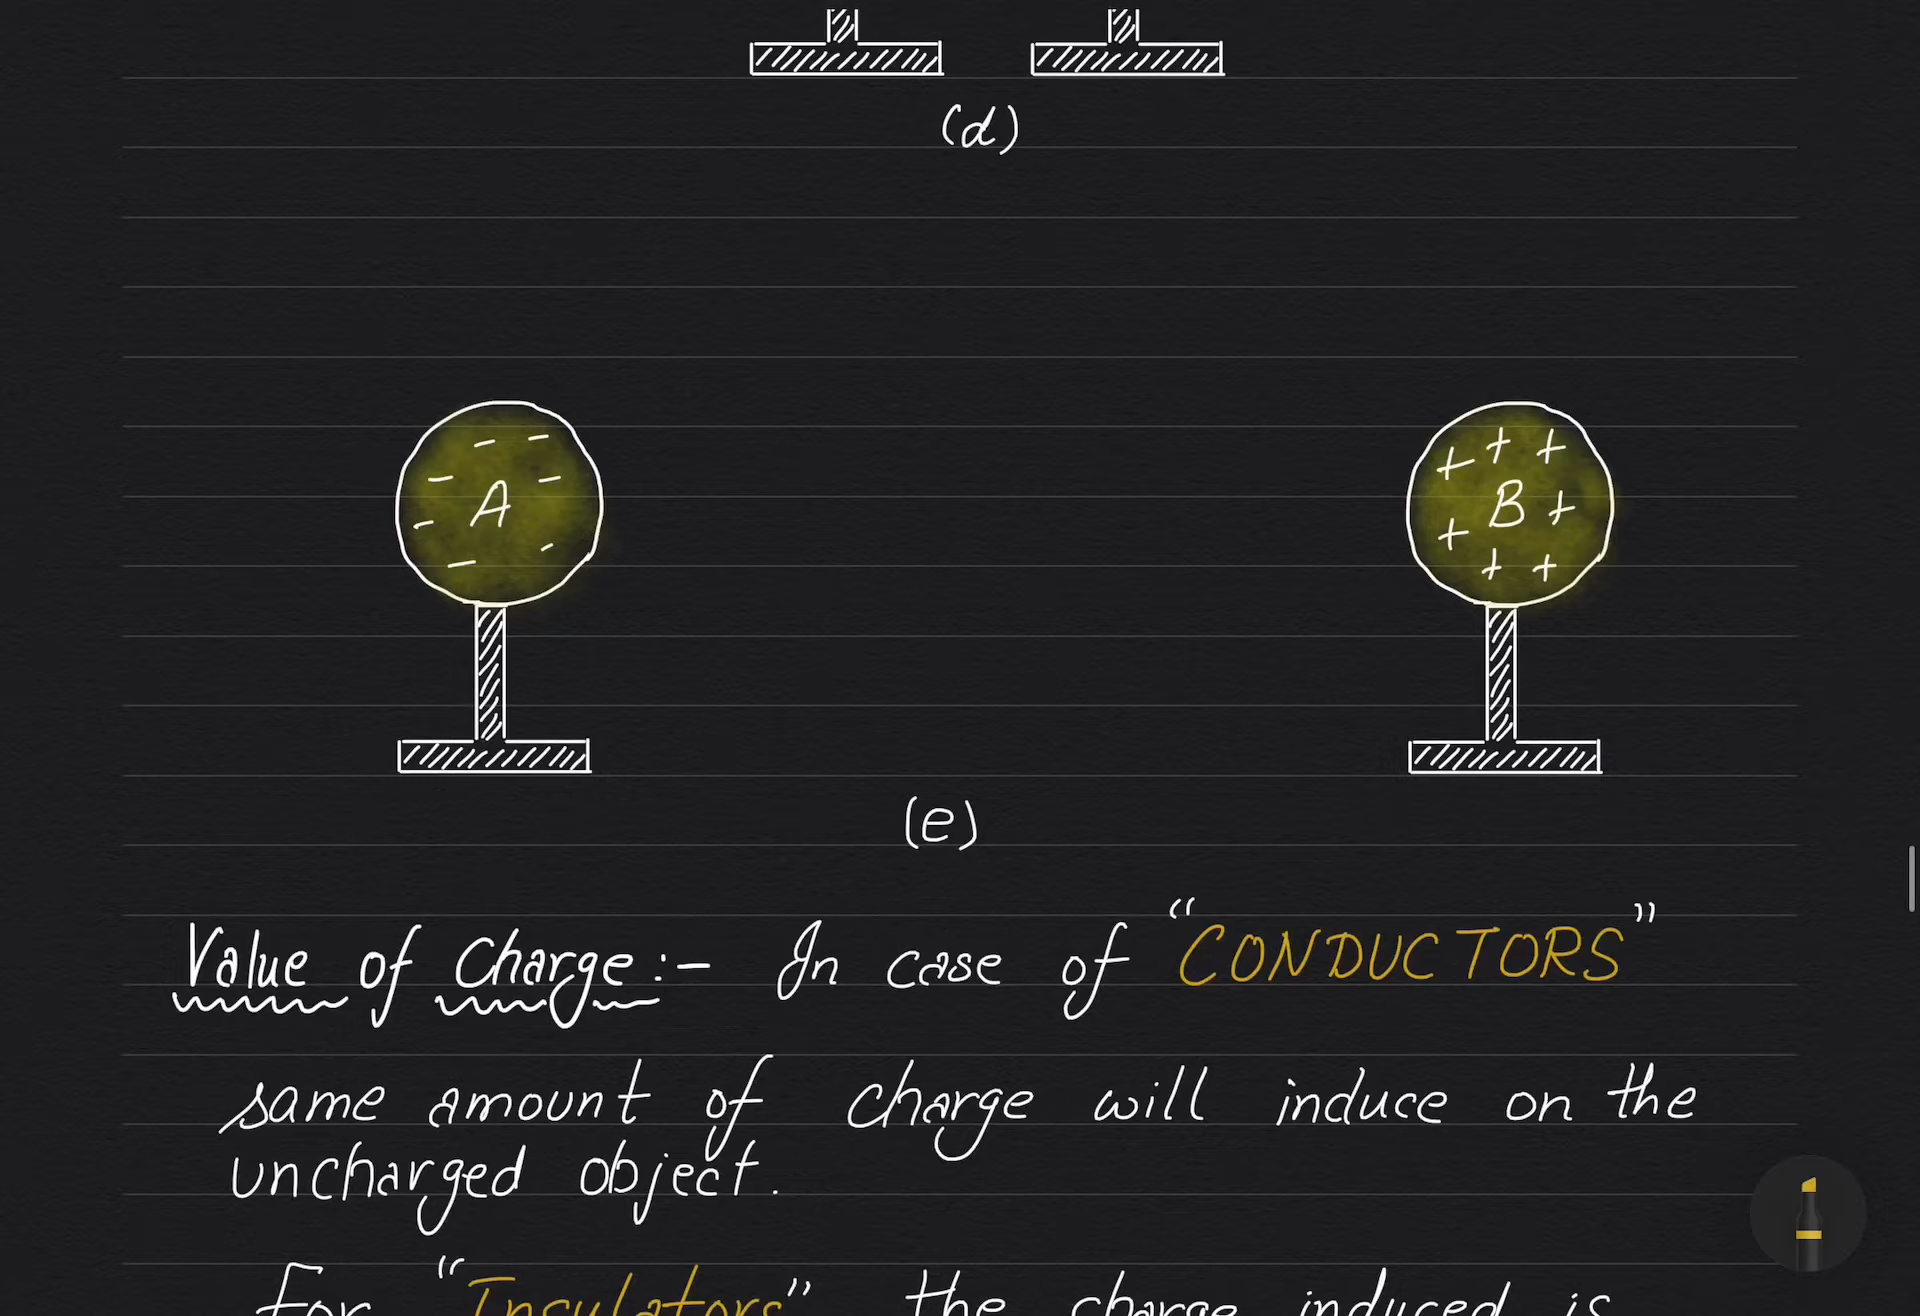 (d)
A
B
(e)
Value of Charge:- In case of "CONDUCTORS"
same amount of charge will induce on the
uncharged object.
For "Insulators" the charge induced is